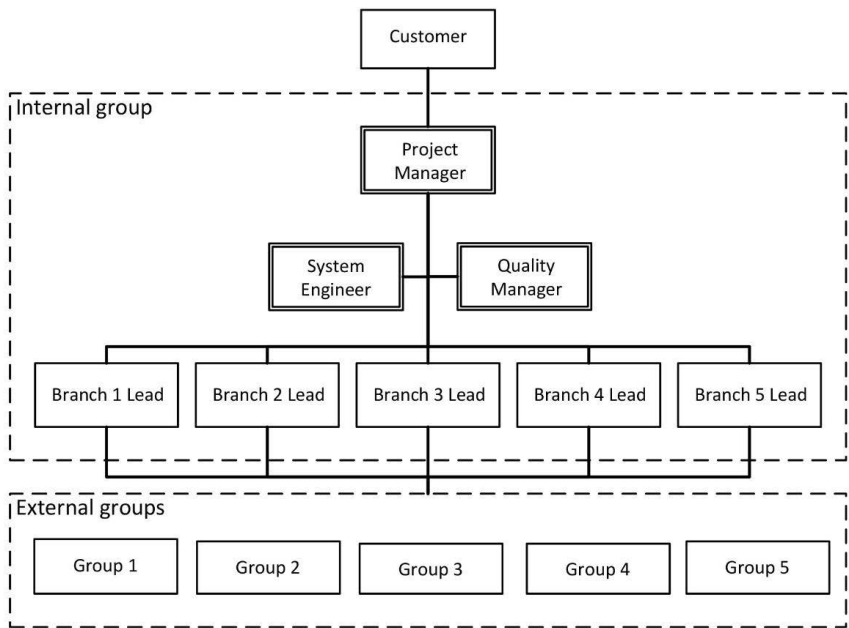 Customer
Internal group
Project
Manager
System
Engineer
Quality
Manager
Branch 1 Lead
Branch 2 Lead
Branch 3 Lead
Branch 4 Lead
Branch 5 Lead
External groups
Group 1
Group 2
Group 3
Group 4
Group 5